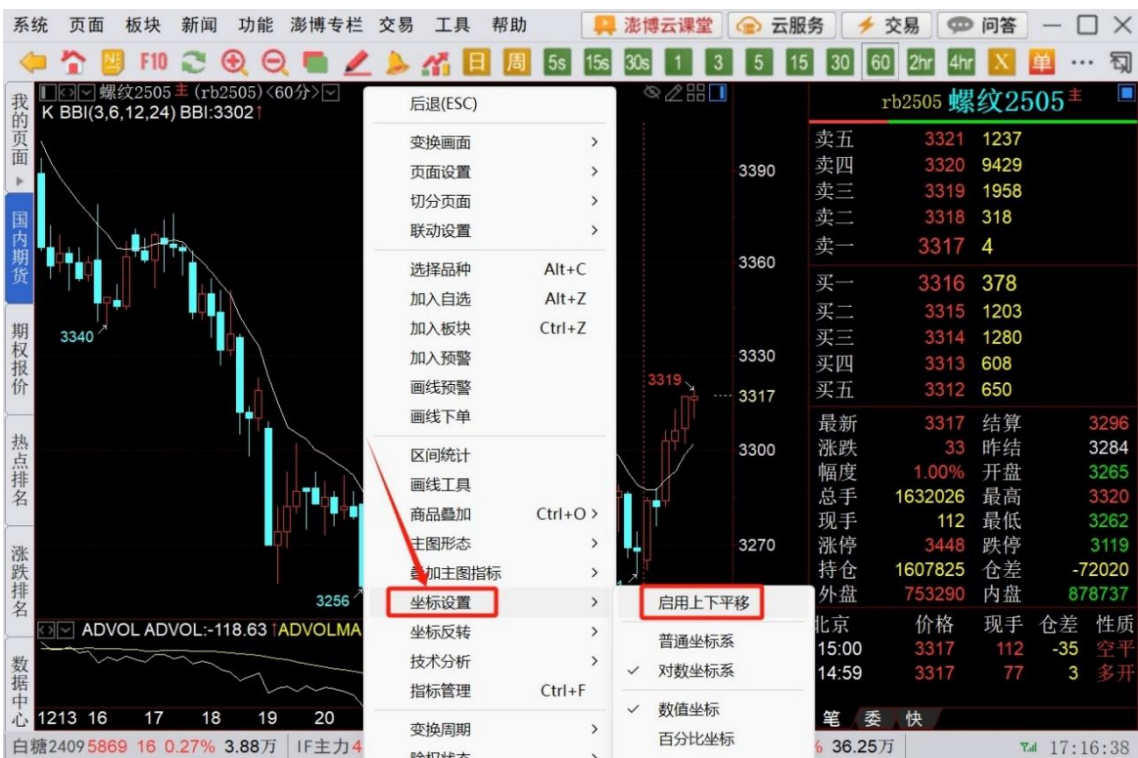 系统 页面 板块 新闻 功能 澎博专栏 交易 工具 帮助 澎博云课堂 云服务 交易 问答
F10 日 周 5s 15s 30s 1 3 5 15 30 60 2hr 4hr X 单
我的页面
国内期货
期权报价
热点排名
涨跌排名
数据中心
螺纹2505主 (rb2505)<60分>
K BBI(3,6,12,24) BBI:3302↑
3340
3256
3319
3390
3360
3330
3317
3300
3270
ADVOL ADVOL:-118.63↑ADVOLMA
1213 16 17 18 19 20
后退(ESC)
变换画面
页面设置
切分页面
联动设置
选择品种 Alt+C
加入自选 Alt+Z
加入板块 Ctrl+Z
加入预警
画线预警
画线下单
区间统计
画线工具
商品叠加 Ctrl+O
主图形态
叠加主图指标
坐标设置
坐标反转
技术分析
指标管理 Ctrl+F
变换周期
除权状态
启用上下平移
普通坐标系
✓ 对数坐标系
✓ 数值坐标
百分比坐标
rb2505 螺纹2505主
卖五 3321 1237
卖四 3320 9429
卖三 3319 1958
卖二 3318 318
卖一 3317 4
买一 3316 378
买二 3315 1203
买三 3314 1280
买四 3313 608
买五 3312 650
最新 3317 结算 3296
涨跌 33 昨结 3284
幅度 1.00% 开盘 3265
总手 1632026 最高 3320
现手 112 最低 3262
涨停 3448 跌停 3119
持仓 1607825 仓差 -72020
外盘 753290 内盘 878737
北京 价格 现手 仓差 性质
15:00 3317 112 -35 空平
14:59 3317 77 3 多开
笔 委 快
白糖2409 5869 16 0.27% 3.88万 IF主力4 % 36.25万 17:16:38